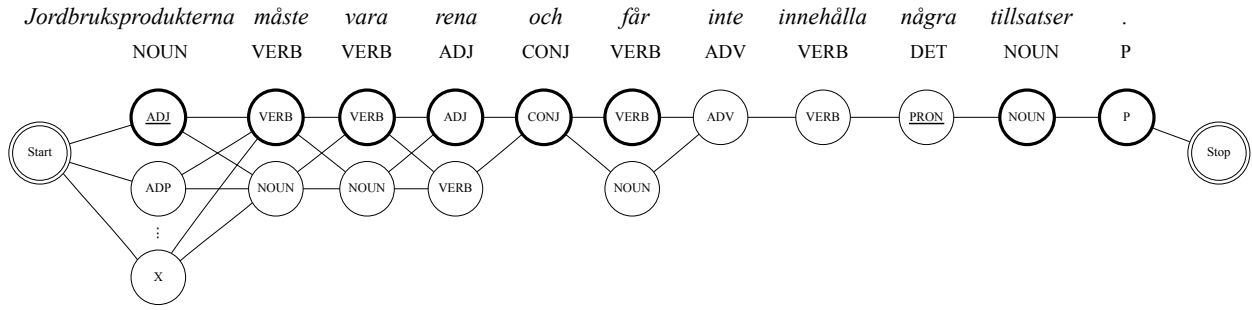 Jordbruksprodukterna måste vara rena och får inte innehålla några tillsatser .
NOUN VERB VERB ADJ CONJ VERB ADV VERB DET NOUN P
ADJ VERB VERB ADJ CONJ VERB ADV VERB PRON NOUN P
Start Stop
ADP NOUN NOUN VERB NOUN
⋮
X